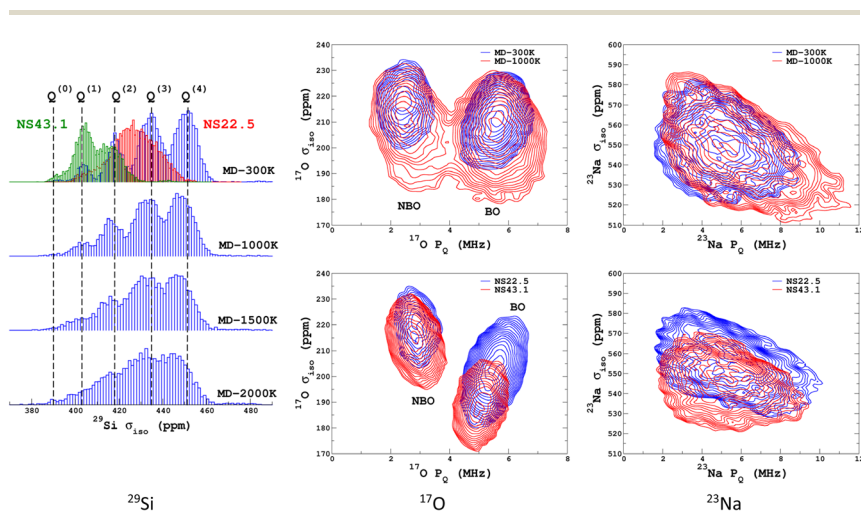 Q(0) Q(1) Q(2) Q(3) Q(4)
NS43.1
NS22.5
MD-300K
MD-1000K
MD-1500K
MD-2000K
380 400 420 440 460 480
29Si σiso (ppm)
29Si
240
230
220
210
200
190
180
17O σiso (ppm)
MD-300K
MD-1000K
NBO
BO
0 2 4 6 8
17O PQ (MHz)
240
230
220
210
200
190
180
170
17O σiso (ppm)
NS22.5
NS43.1
BO
NBO
0 2 4 6 8
17O PQ (MHz)
17O
600
590
580
570
560
550
540
530
520
510
23Na σiso (ppm)
MD-300K
MD-1000K
0 2 4 6 8 10 12
23Na PQ (MHz)
600
590
580
570
560
550
540
530
520
510
23Na σiso (ppm)
NS22.5
NS43.1
0 2 4 6 8 10 12
23Na PQ (MHz)
23Na